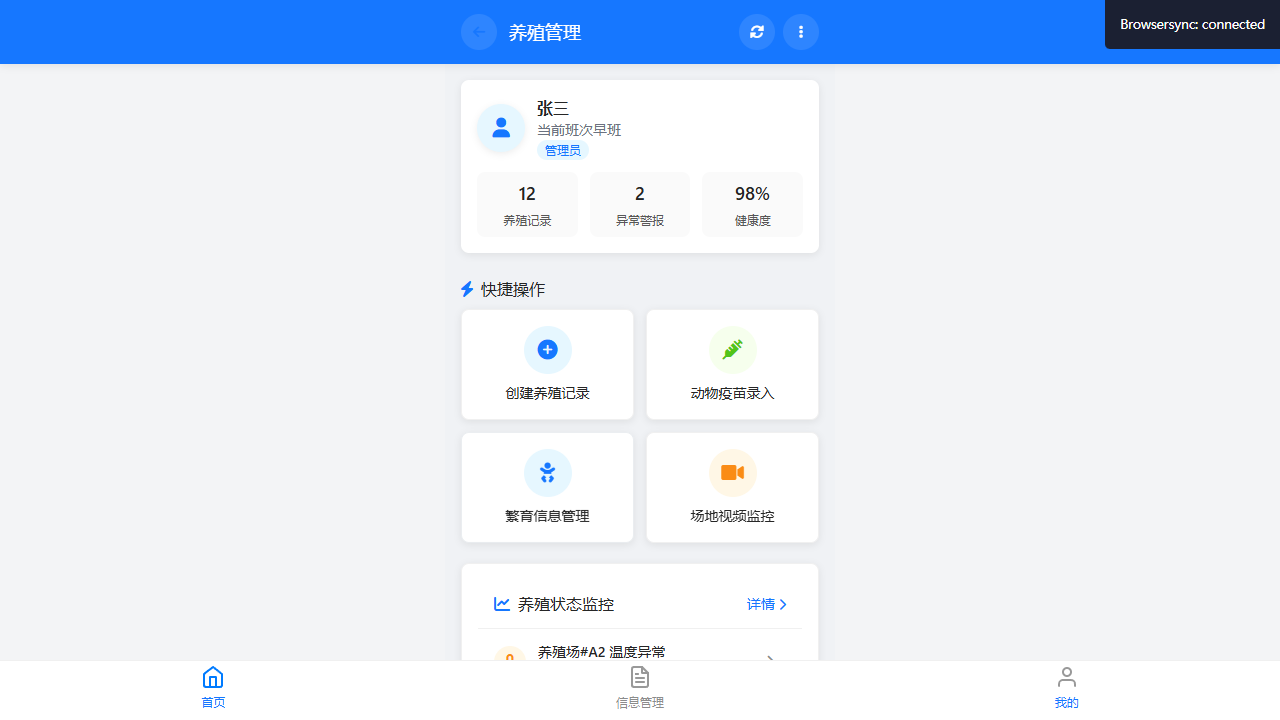 养殖管理
Browsersync: connected
张三
当前班次早班
管理员
12
养殖记录
2
异常警报
98%
健康度
快捷操作
创建养殖记录
动物疫苗录入
繁育信息管理
场地视频监控
养殖状态监控
详情
养殖场#A2 温度异常
首页
信息管理
我的